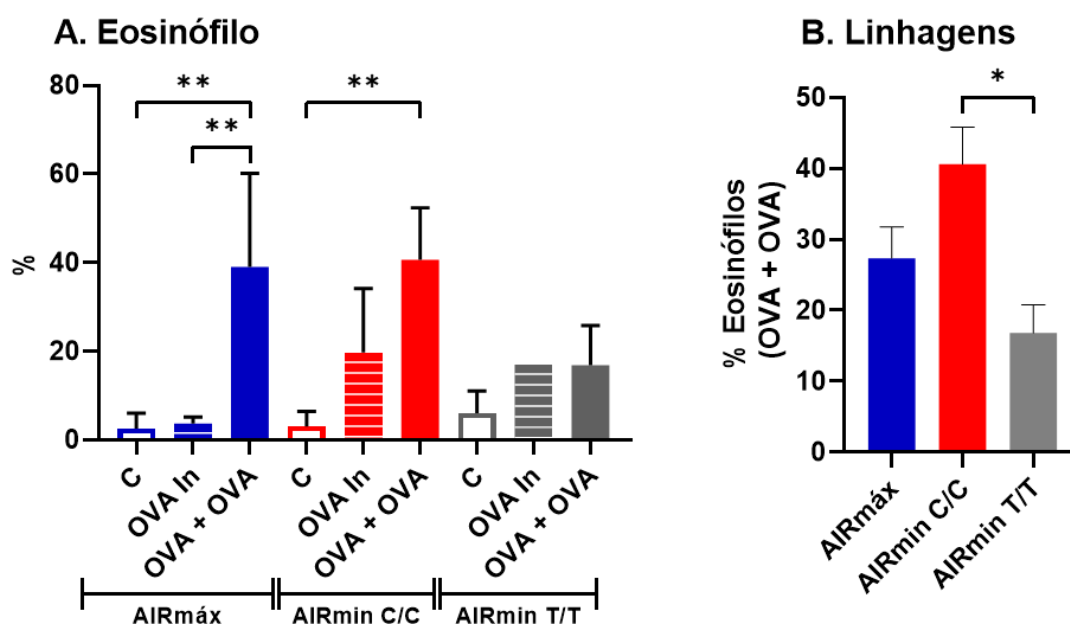 A. Eosinófilo
**
**
**
80
60
40
20
0
%
C
OVA In
OVA + OVA
C
OVA In
OVA + OVA
C
OVA In
OVA + OVA
AIRmáx
AIRmin C/C
AIRmin T/T
B. Linhagens
*
50
40
30
20
10
0
% Eosinófilos
(OVA + OVA)
AIRmáx
AIRmin C/C
AIRmin T/T